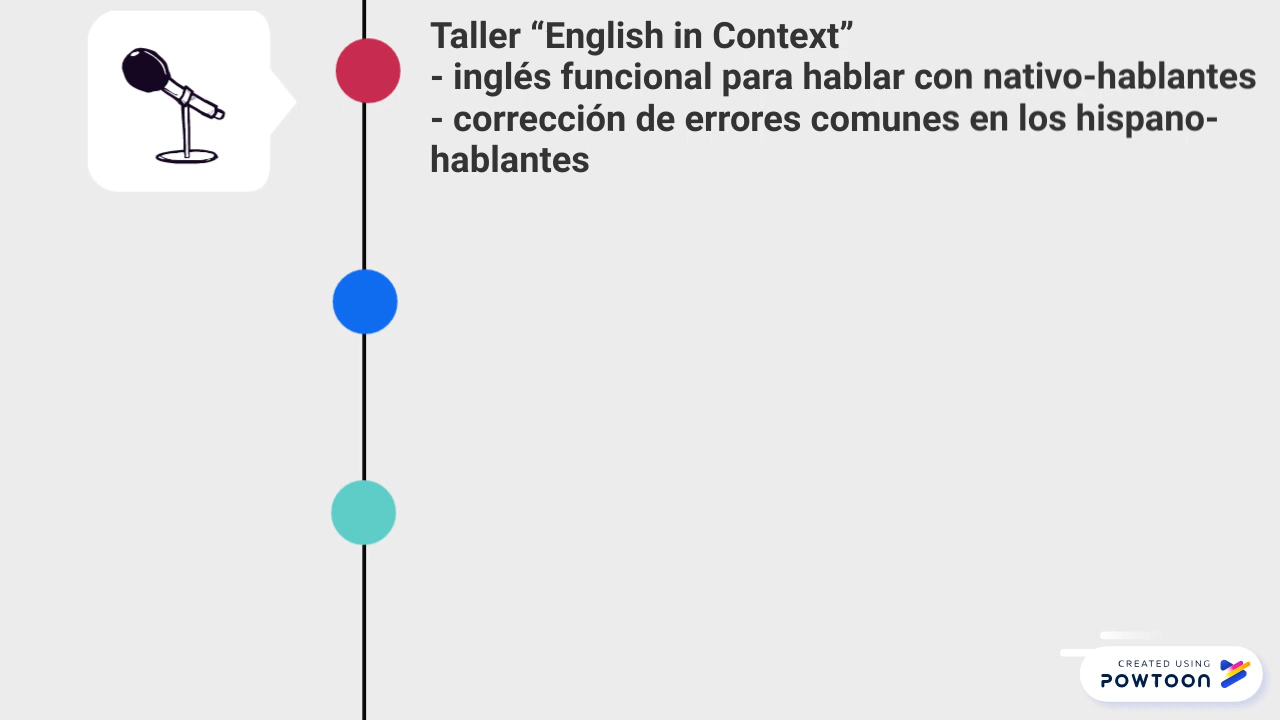 Taller “English in Context”
- inglés funcional para hablar con nativo-hablantes
- corrección de errores comunes en los hispano-
hablantes
CREATED USING
POWTOON